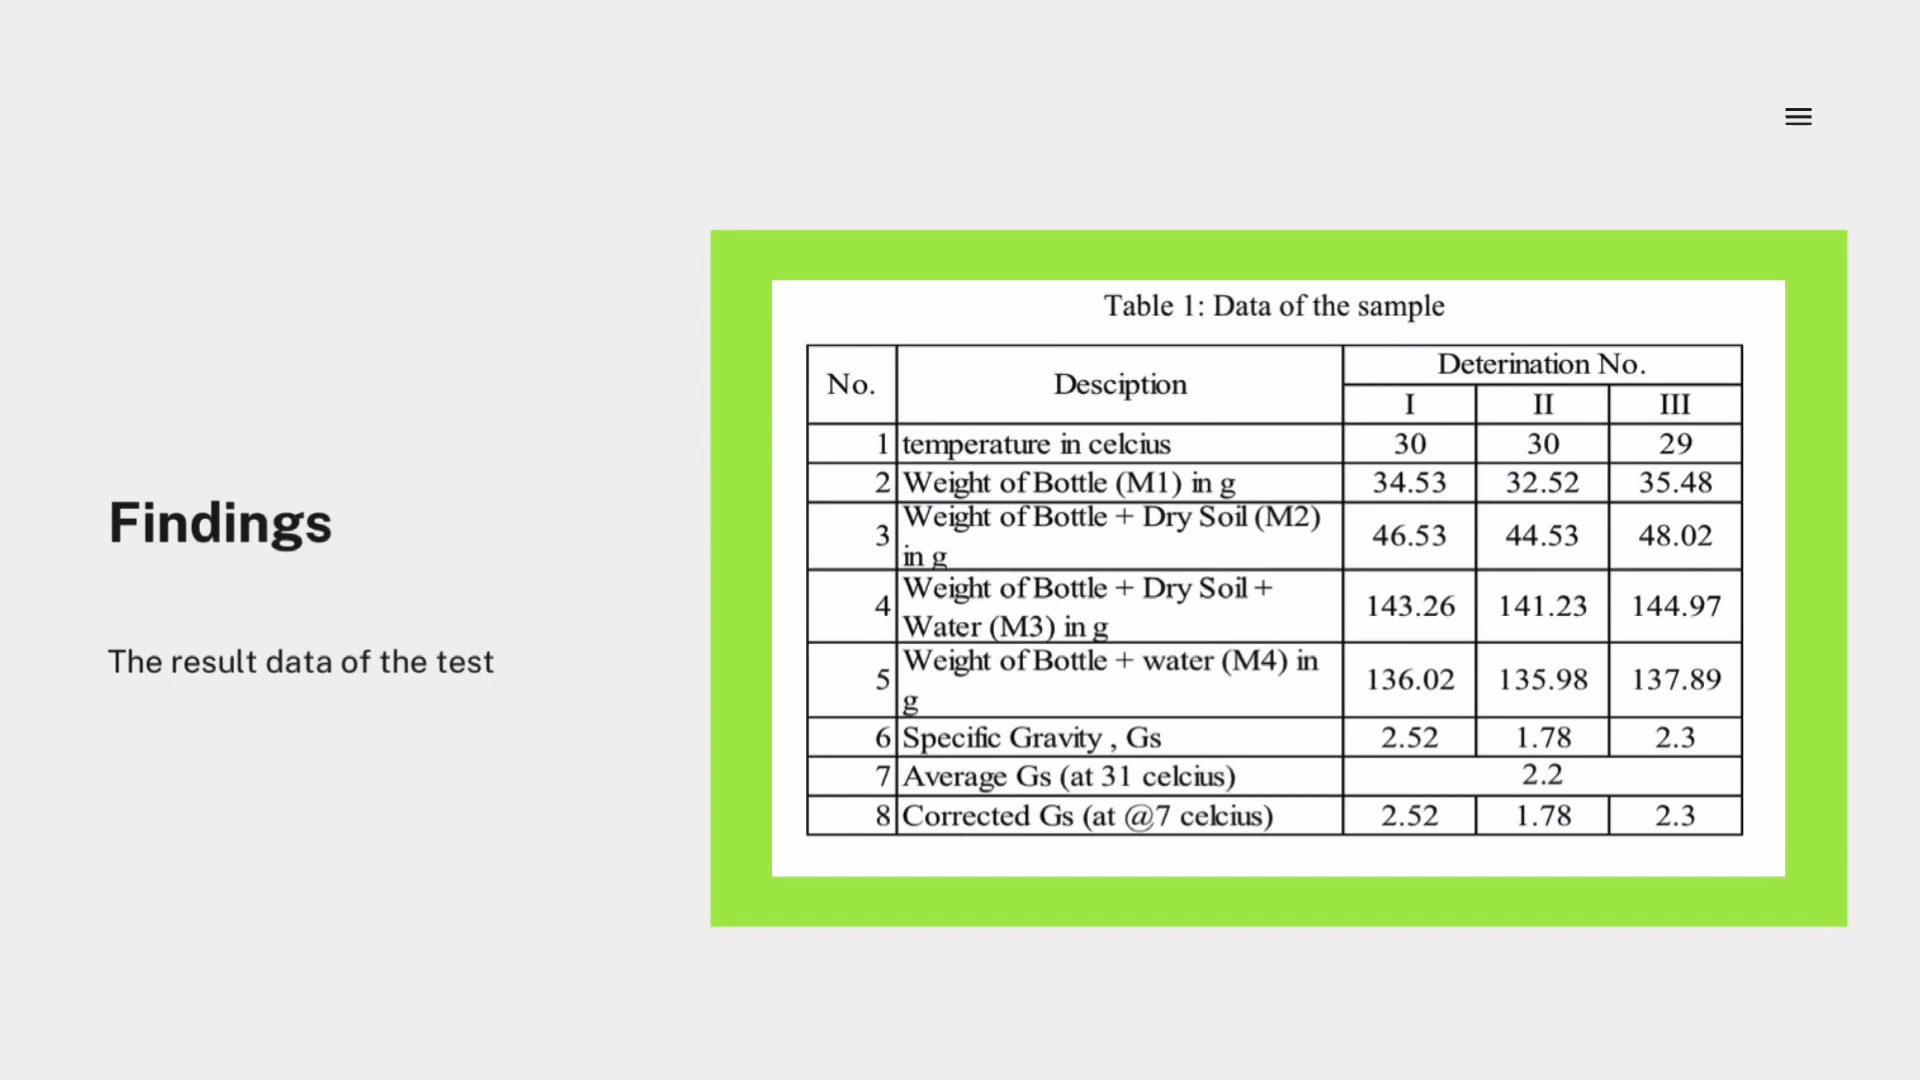 Findings
The result data of the test
Table 1: Data of the sample
No. Desciption Deterination No.
I II III
1 temperature in celcius 30 30 29
2 Weight of Bottle (M1) in g 34.53 32.52 35.48
3 Weight of Bottle + Dry Soil (M2)
in g 46.53 44.53 48.02
4 Weight of Bottle + Dry Soil +
Water (M3) in g 143.26 141.23 144.97
5 Weight of Bottle + water (M4) in
g 136.02 135.98 137.89
6 Specific Gravity , Gs 2.52 1.78 2.3
7 Average Gs (at 31 celcius) 2.2
8 Corrected Gs (at @7 celcius) 2.52 1.78 2.3